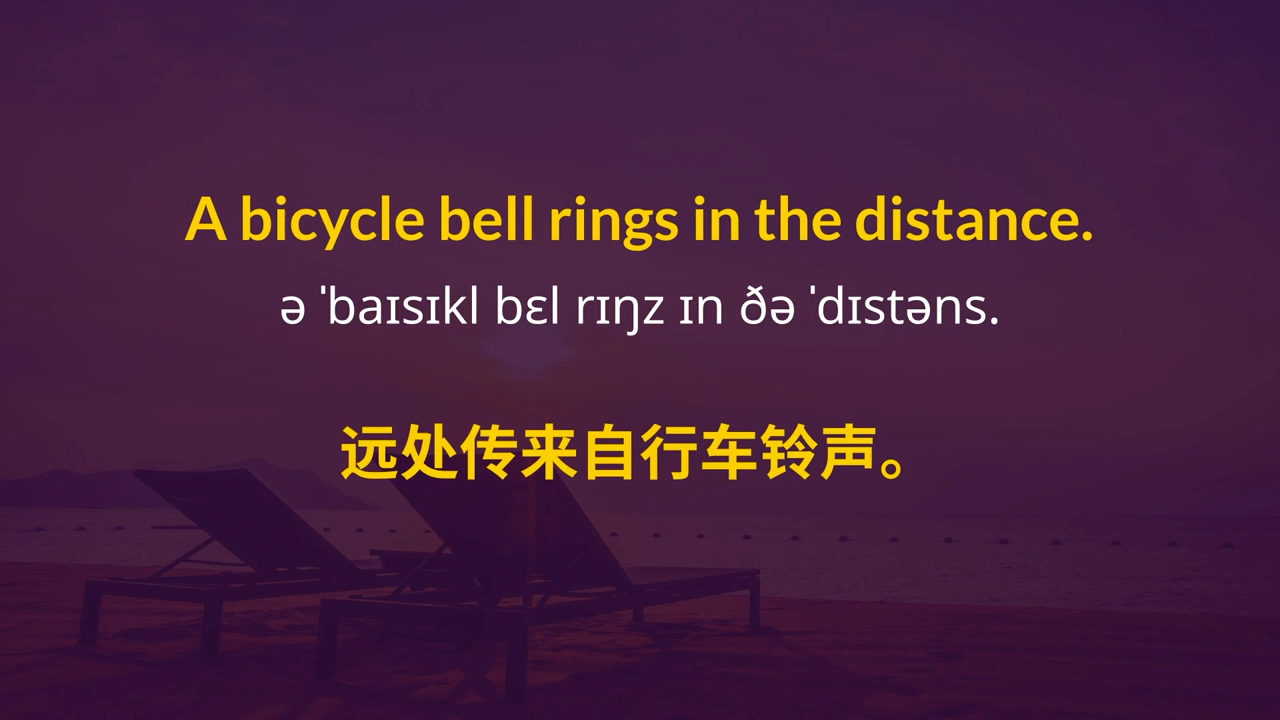 A bicycle bell rings in the distance.
ə ˈbaɪsɪkl bɛl rɪŋz ɪn ðə ˈdɪstəns.
远处传来自行车铃声。